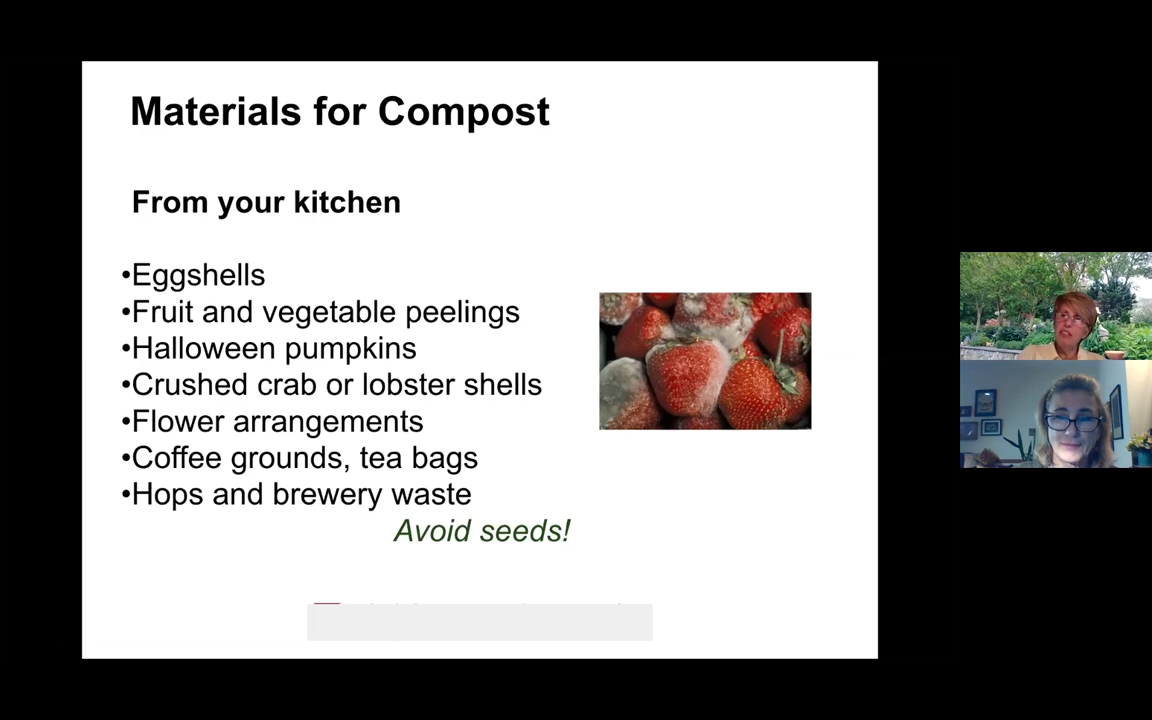 Materials for Compost
From your kitchen
•Eggshells
•Fruit and vegetable peelings
•Halloween pumpkins
•Crushed crab or lobster shells
•Flower arrangements
•Coffee grounds, tea bags
•Hops and brewery waste
Avoid seeds!